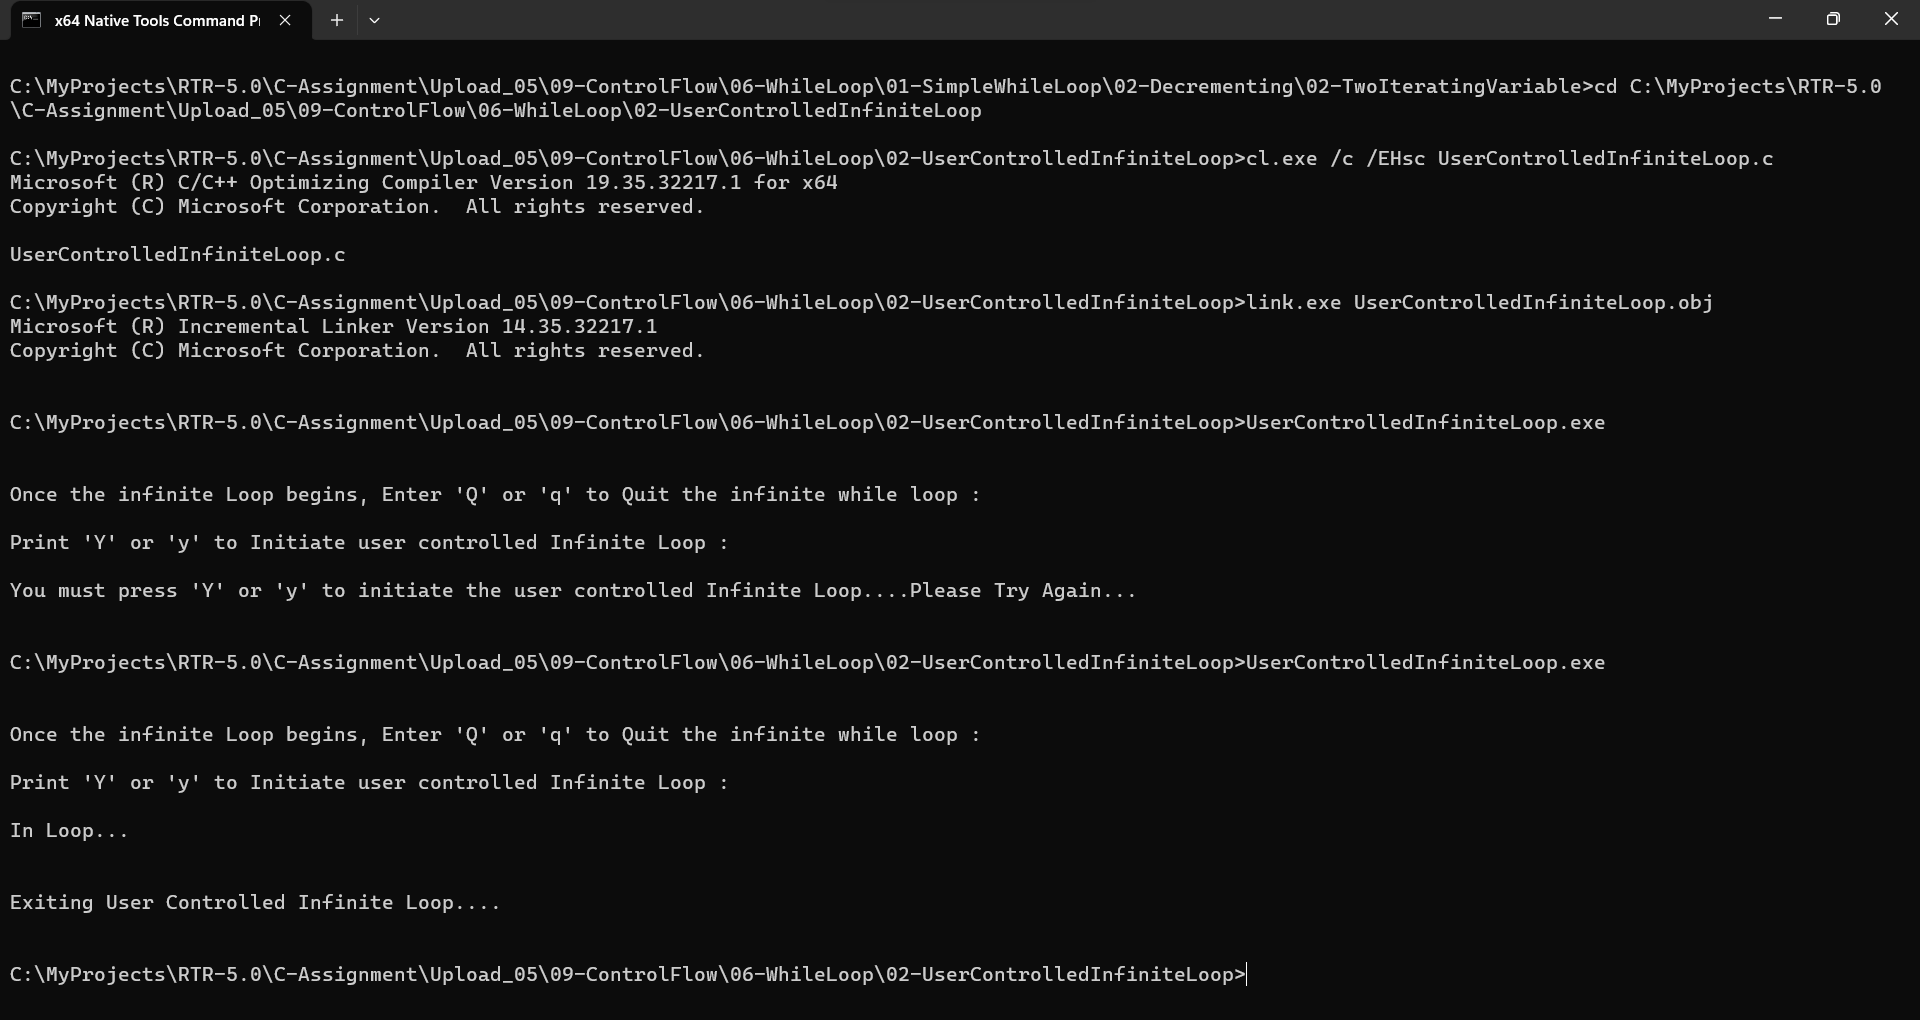 x64 Native Tools Command P
C:\MyProjects\RTR-5.0\C-Assignment\Upload_05\09-ControlFlow\06-WhileLoop\01-SimpleWhileLoop\02-Decrementing\02-TwoIteratingVariable>cd C:\MyProjects\RTR-5.0
\C-Assignment\Upload_05\09-ControlFlow\06-WhileLoop\02-UserControlledInfiniteLoop
C:\MyProjects\RTR-5.0\C-Assignment\Upload_05\09-ControlFlow\06-WhileLoop\02-UserControlledInfiniteLoop>cl.exe /c /EHsc UserControlledInfiniteLoop.c
Microsoft (R) C/C++ Optimizing Compiler Version 19.35.32217.1 for x64
Copyright (C) Microsoft Corporation.  All rights reserved.
UserControlledInfiniteLoop.c
C:\MyProjects\RTR-5.0\C-Assignment\Upload_05\09-ControlFlow\06-WhileLoop\02-UserControlledInfiniteLoop>link.exe UserControlledInfiniteLoop.obj
Microsoft (R) Incremental Linker Version 14.35.32217.1
Copyright (C) Microsoft Corporation.  All rights reserved.
C:\MyProjects\RTR-5.0\C-Assignment\Upload_05\09-ControlFlow\06-WhileLoop\02-UserControlledInfiniteLoop>UserControlledInfiniteLoop.exe
Once the infinite Loop begins, Enter 'Q' or 'q' to Quit the infinite while loop :
Print 'Y' or 'y' to Initiate user controlled Infinite Loop :
You must press 'Y' or 'y' to initiate the user controlled Infinite Loop....Please Try Again...
C:\MyProjects\RTR-5.0\C-Assignment\Upload_05\09-ControlFlow\06-WhileLoop\02-UserControlledInfiniteLoop>UserControlledInfiniteLoop.exe
Once the infinite Loop begins, Enter 'Q' or 'q' to Quit the infinite while loop :
Print 'Y' or 'y' to Initiate user controlled Infinite Loop :
In Loop...
Exiting User Controlled Infinite Loop....
C:\MyProjects\RTR-5.0\C-Assignment\Upload_05\09-ControlFlow\06-WhileLoop\02-UserControlledInfiniteLoop>